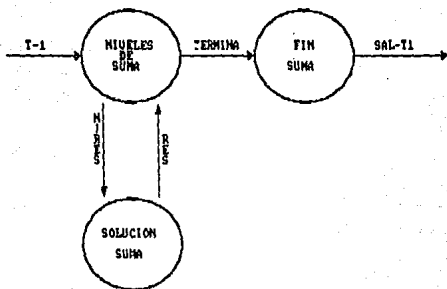 T-1
NIVELES
DE
SUMA
TERMINA
FIN
SUMA
SAL-T1
SOLUCION
SUMA